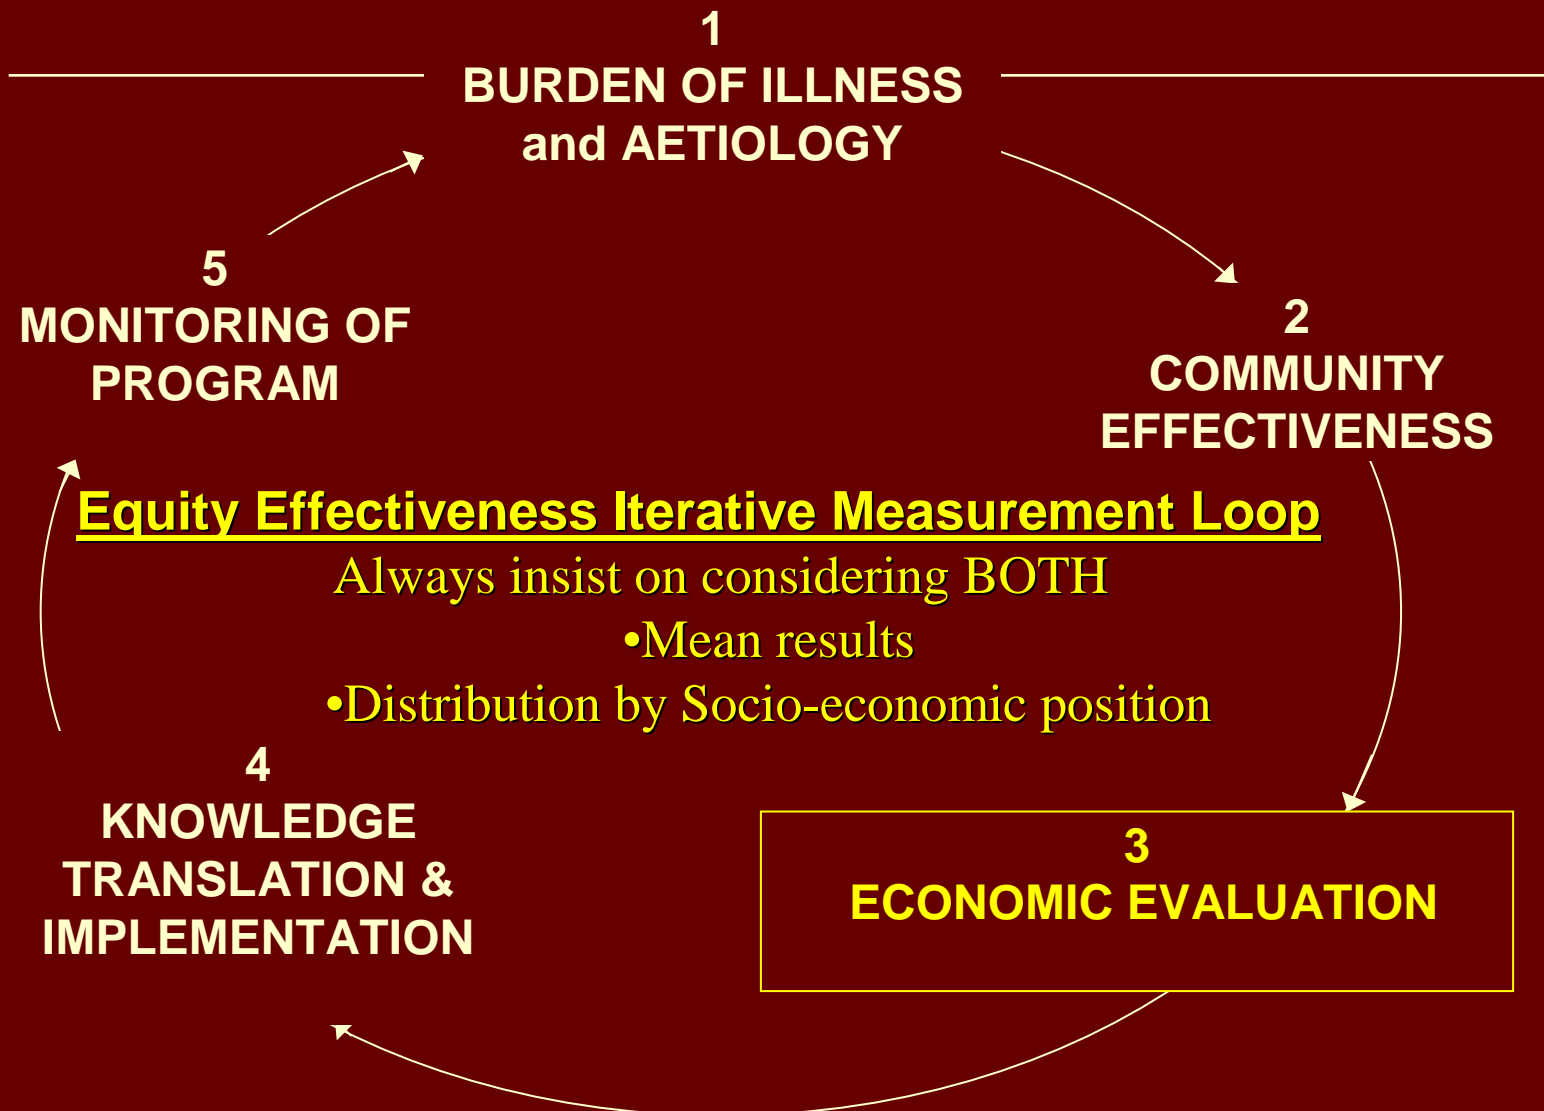 1
BURDEN OF ILLNESS
and AETIOLOGY
5
MONITORING OF
PROGRAM
2
COMMUNITY
EFFECTIVENESS
Equity Effectiveness Iterative Measurement Loop
Always insist on considering BOTH
•Mean results
•Distribution by Socio-economic position
4
KNOWLEDGE
TRANSLATION &
IMPLEMENTATION
3
ECONOMIC EVALUATION